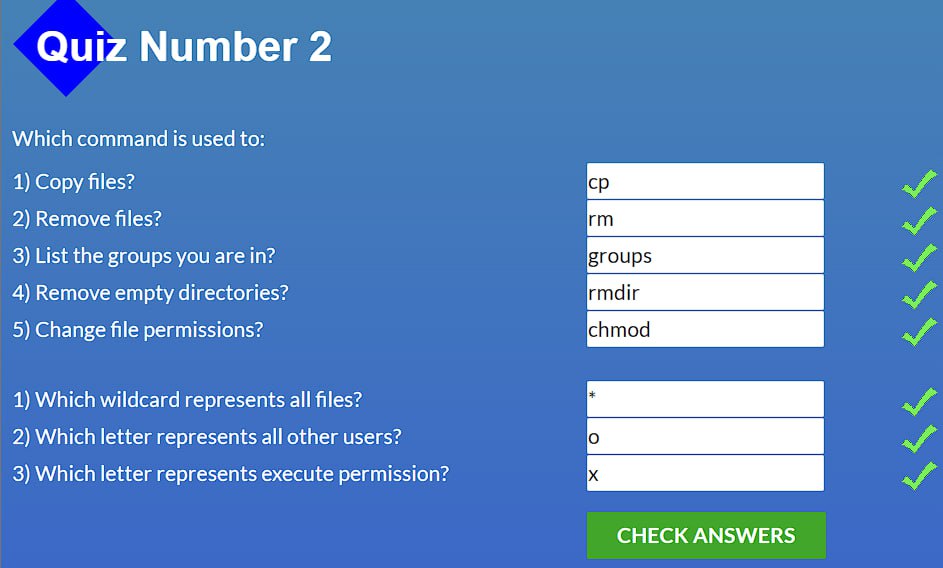 Quiz Number 2
Which command is used to:
1) Copy files? cp
2) Remove files? rm
3) List the groups you are in? groups
4) Remove empty directories? rmdir
5) Change file permissions? chmod
1) Which wildcard represents all files? *
2) Which letter represents all other users? o
3) Which letter represents execute permission? x
CHECK ANSWERS